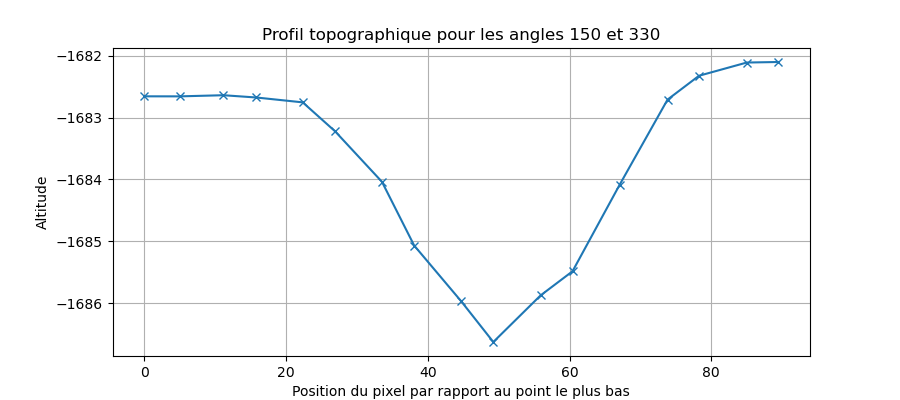 Profil topographique pour les angles 150 et 330
−1682
−1683
−1684
−1685
−1686
Altitude
0 20 40 60 80
Position du pixel par rapport au point le plus bas